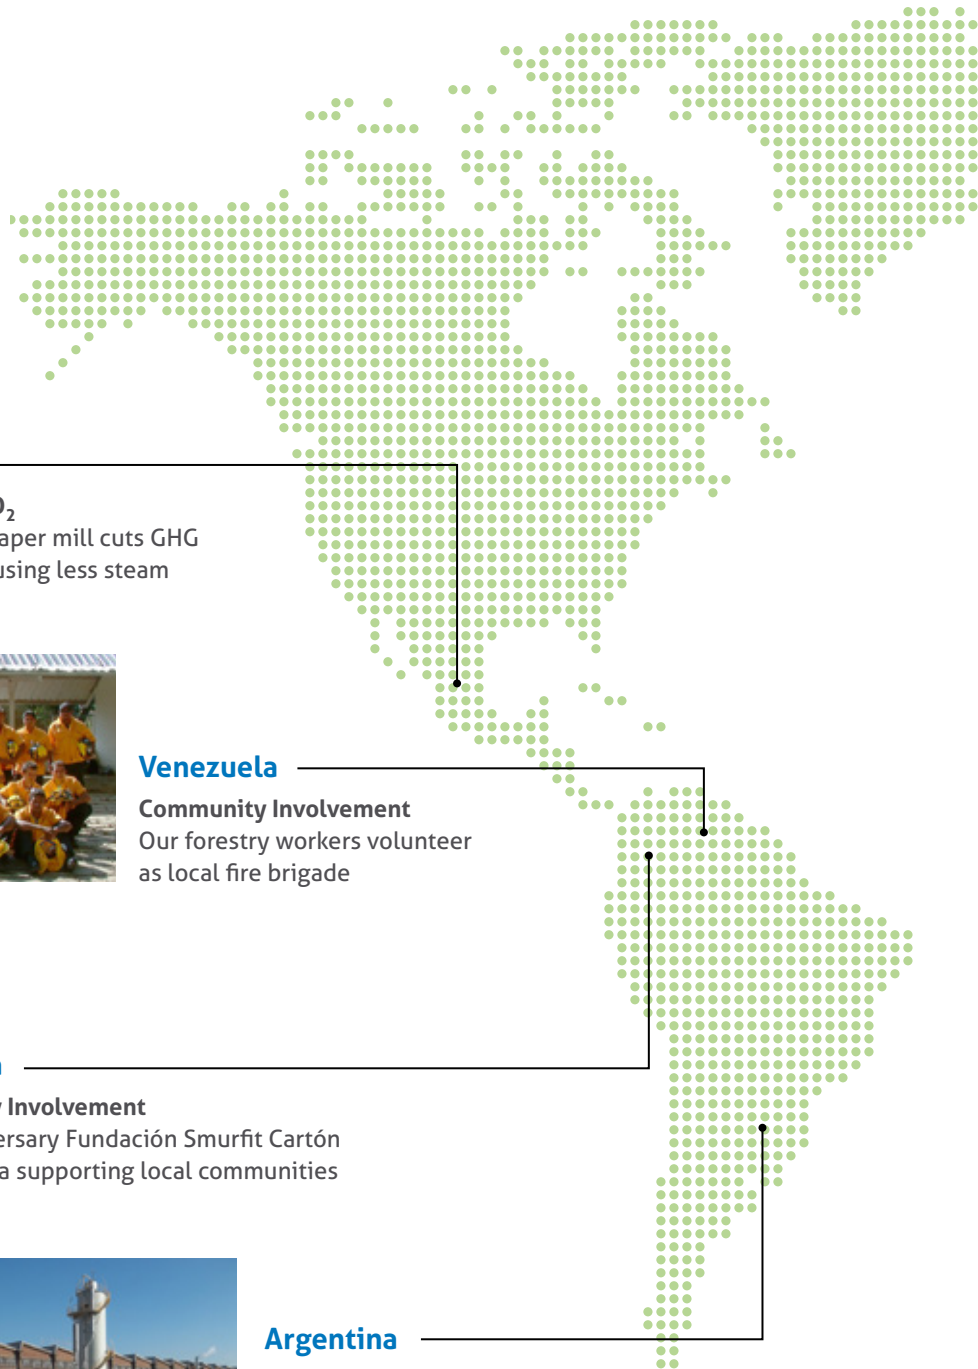 O₂
aper mill cuts GHG
using less steam
Venezuela
Community Involvement
Our forestry workers volunteer
as local fire brigade
Involvement
ersary Fundación Smurfit Cartón
a supporting local communities
Argentina